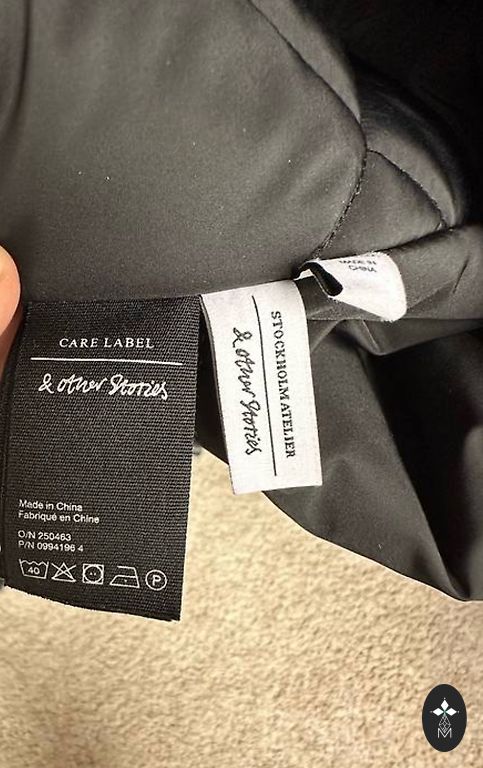 CARE LABEL
& other Stories
Made in China
Fabriqué en Chine
O/N 250463
P/N 0994196 4
40
P
STOCKHOLM ATELIER
& other Stories
MADE IN
CHINA
M